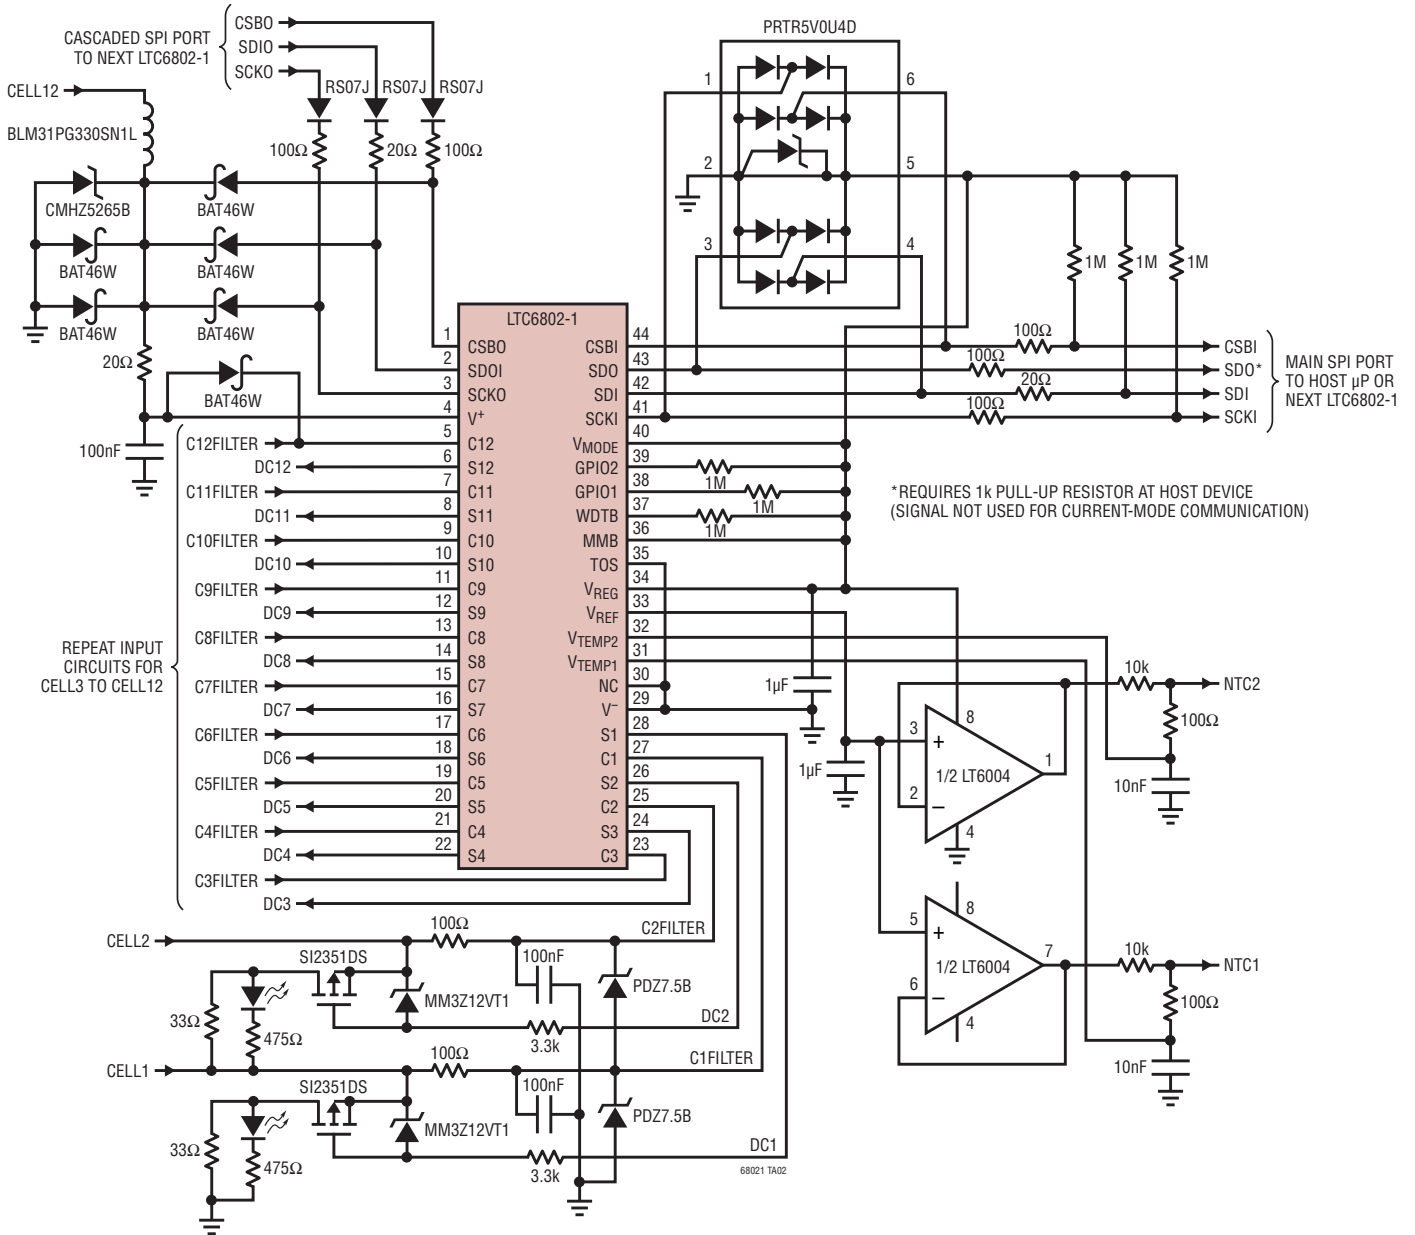 CASCADED SPI PORT
TO NEXT LTC6802-1
CSBO
SDIO
SCKO
CELL12
BLM31PG330SN1L
RS07J
RS07J
RS07J
100Ω
20Ω
100Ω
CMHZ5265B
BAT46W
BAT46W
BAT46W
BAT46W
BAT46W
20Ω
BAT46W
100nF
PRTR5V0U4D
1
6
2
5
3
4
1M
1M
1M
LTC6802-1
1
CSBO
2
SDOI
3
SCKO
4
V+
5
C12
6
S12
7
C11
8
S11
9
C10
10
S10
11
C9
12
S9
13
C8
14
S8
15
C7
16
S7
17
C6
18
S6
19
C5
20
S5
21
C4
22
S4
CSBI
44
SDO
43
SDI
42
SCKI
41
VMODE
40
GPIO2
39
GPIO1
38
WDTB
37
MMB
36
TOS
35
VREG
34
VREF
33
VTEMP2
32
VTEMP1
31
NC
30
V−
29
S1
28
C1
27
S2
26
C2
25
S3
24
C3
23
C12FILTER
DC12
C11FILTER
DC11
C10FILTER
DC10
C9FILTER
DC9
C8FILTER
DC8
C7FILTER
DC7
C6FILTER
DC6
C5FILTER
DC5
C4FILTER
DC4
C3FILTER
DC3
REPEAT INPUT
CIRCUITS FOR
CELL3 TO CELL12
100Ω
100Ω
20Ω
100Ω
CSBI
SDO*
SDI
SCKI
MAIN SPI PORT
TO HOST µP OR
NEXT LTC6802-1
1M
1M
1M
*REQUIRES 1k PULL-UP RESISTOR AT HOST DEVICE
(SIGNAL NOT USED FOR CURRENT-MODE COMMUNICATION)
1µF
1µF
3
+
8
1/2 LT6004
1
2
−
4
10k
NTC2
100Ω
10nF
5
+
8
1/2 LT6004
7
6
−
4
10k
NTC1
100Ω
10nF
CELL2
100Ω
C2FILTER
SI2351DS
100nF
MM3Z12VT1
PDZ7.5B
33Ω
475Ω
DC2
3.3k
CELL1
100Ω
C1FILTER
SI2351DS
100nF
MM3Z12VT1
PDZ7.5B
33Ω
475Ω
DC1
3.3k
68021 TA02